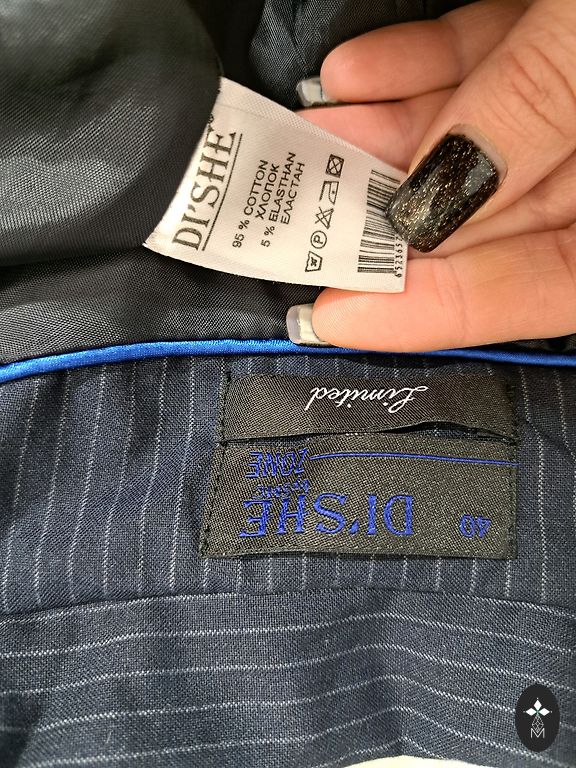 DI'SHE
95 % COTTON
ХЛОПОК
5 % ELASTHAN
ЕЛАСТАН
Limited
40
DI'SHE
ZONE
M